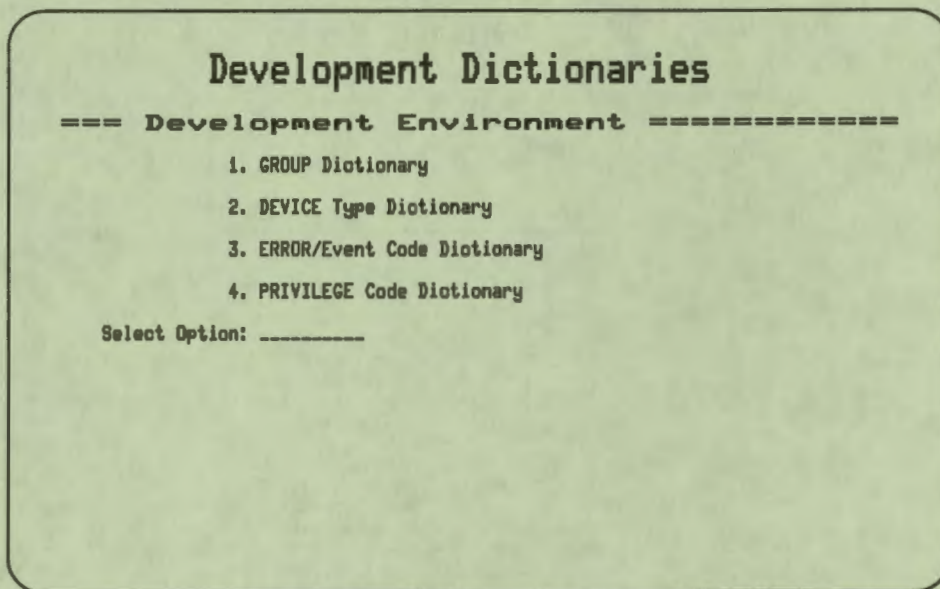 Development Dictionaries
=== Development Environment ============
1. GROUP Dictionary
2. DEVICE Type Dictionary
3. ERROR/Event Code Dictionary
4. PRIVILEGE Code Dictionary
Select Option: __________